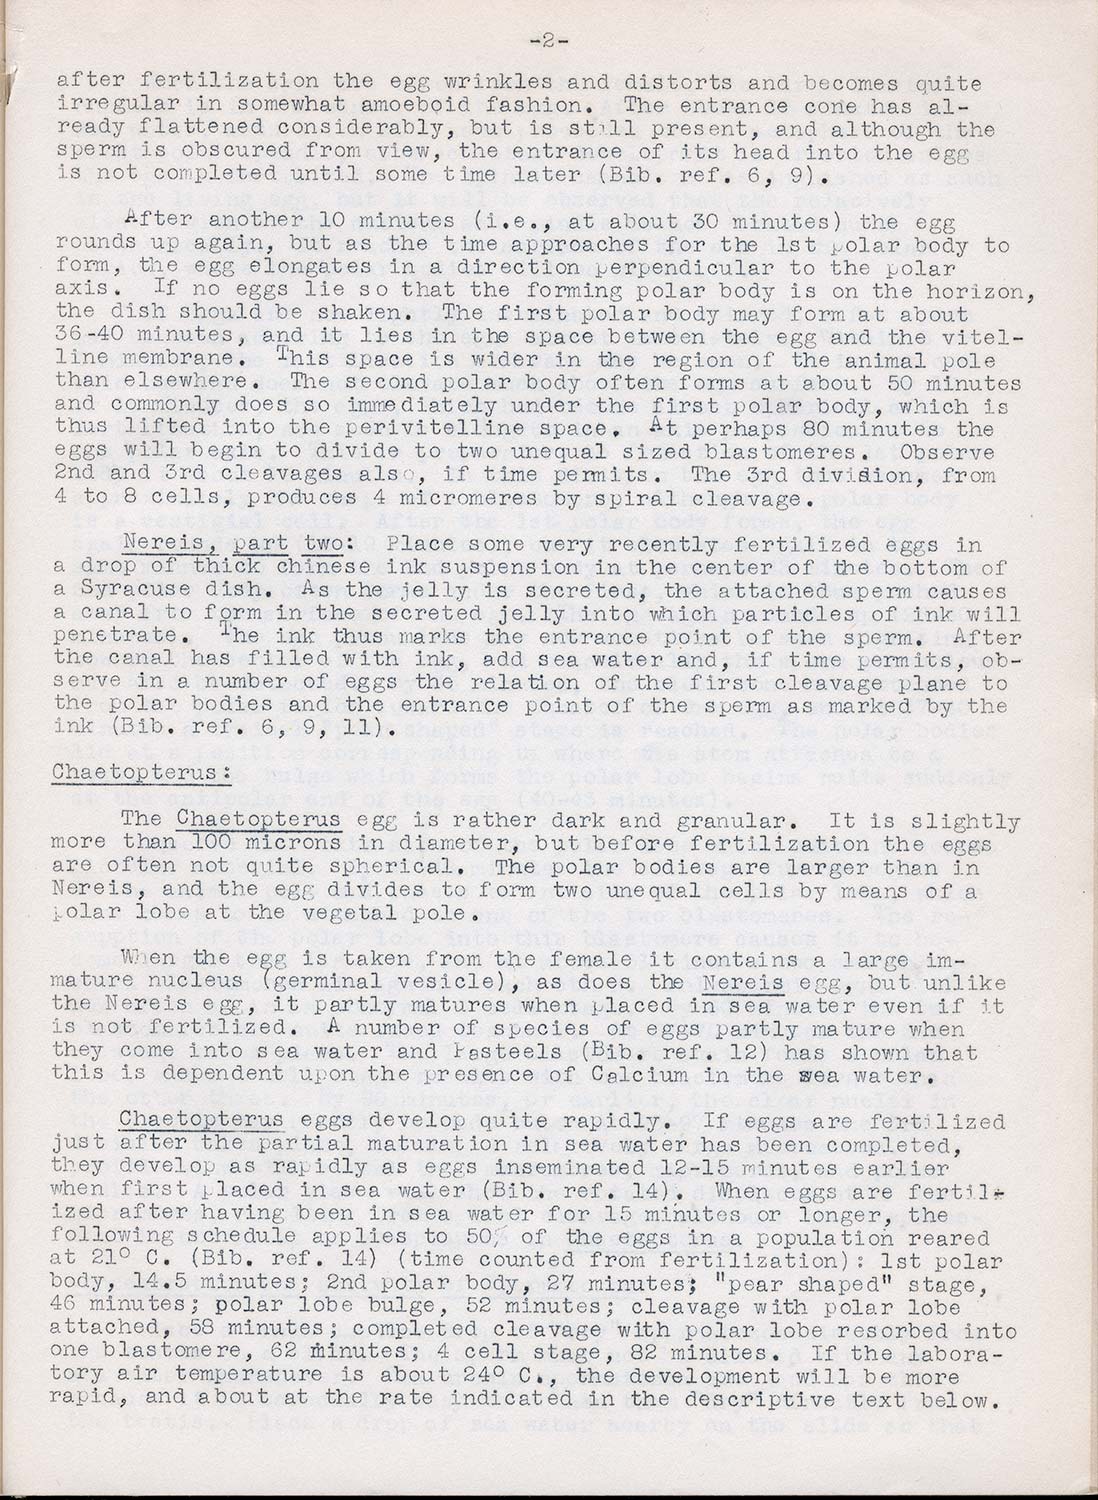 -2-
after fertilization the egg wrinkles and distorts and becomes quite
irregular in somewhat amoeboid fashion. The entrance cone has al-
ready flattened considerably, but is still present, and although the
sperm is obscured from view, the entrance of its head into the egg
is not completed until some time later (Bib. ref. 6, 9).
After another 10 minutes (i.e., at about 30 minutes) the egg
rounds up again, but as the time approaches for the 1st polar body to
form, the egg elongates in a direction perpendicular to the polar
axis. If no eggs lie so that the forming polar body is on the horizon,
the dish should be shaken. The first polar body may form at about
36-40 minutes, and it lies in the space between the egg and the vitel-
line membrane. This space is wider in the region of the animal pole
than elsewhere. The second polar body often forms at about 50 minutes
and commonly does so immediately under the first polar body, which is
thus lifted into the perivitelline space. At perhaps 80 minutes the
eggs will begin to divide to two unequal sized blastomeres. Observe
2nd and 3rd cleavages also, if time permits. The 3rd division, from
4 to 8 cells, produces 4 micromeres by spiral cleavage.
Nereis, part two: Place some very recently fertilized eggs in
a drop of thick chinese ink suspension in the center of the bottom of
a Syracuse dish. As the jelly is secreted, the attached sperm causes
a canal to form in the secreted jelly into which particles of ink will
penetrate. The ink thus marks the entrance point of the sperm. After
the canal has filled with ink, add sea water and, if time permits, ob-
serve in a number of eggs the relation of the first cleavage plane to
the polar bodies and the entrance point of the sperm as marked by the
ink (Bib. ref. 6, 9, 11).
Chaetopterus:
The Chaetopterus egg is rather dark and granular. It is slightly
more than 100 microns in diameter, but before fertilization the eggs
are often not quite spherical. The polar bodies are larger than in
Nereis, and the egg divides to form two unequal cells by means of a
polar lobe at the vegetal pole.
When the egg is taken from the female it contains a large im-
mature nucleus (germinal vesicle), as does the Nereis egg, but unlike
the Nereis egg, it partly matures when placed in sea water even if it
is not fertilized. A number of species of eggs partly mature when
they come into sea water and Pasteels (Bib. ref. 12) has shown that
this is dependent upon the presence of Calcium in the sea water.
Chaetopterus eggs develop quite rapidly. If eggs are fertilized
just after the partial maturation in sea water has been completed,
they develop as rapidly as eggs inseminated 12-15 minutes earlier
when first placed in sea water (Bib. ref. 14). When eggs are fertil-
ized after having been in sea water for 15 minutes or longer, the
following schedule applies to 50% of the eggs in a population reared
at 21° C. (Bib. ref. 14) (time counted from fertilization): 1st polar
body, 14.5 minutes; 2nd polar body, 27 minutes; "pear shaped" stage,
46 minutes; polar lobe bulge, 52 minutes; cleavage with polar lobe
attached, 58 minutes; completed cleavage with polar lobe resorbed into
one blastomere, 62 minutes; 4 cell stage, 82 minutes. If the labora-
tory air temperature is about 24° C., the development will be more
rapid, and about at the rate indicated in the descriptive text below.